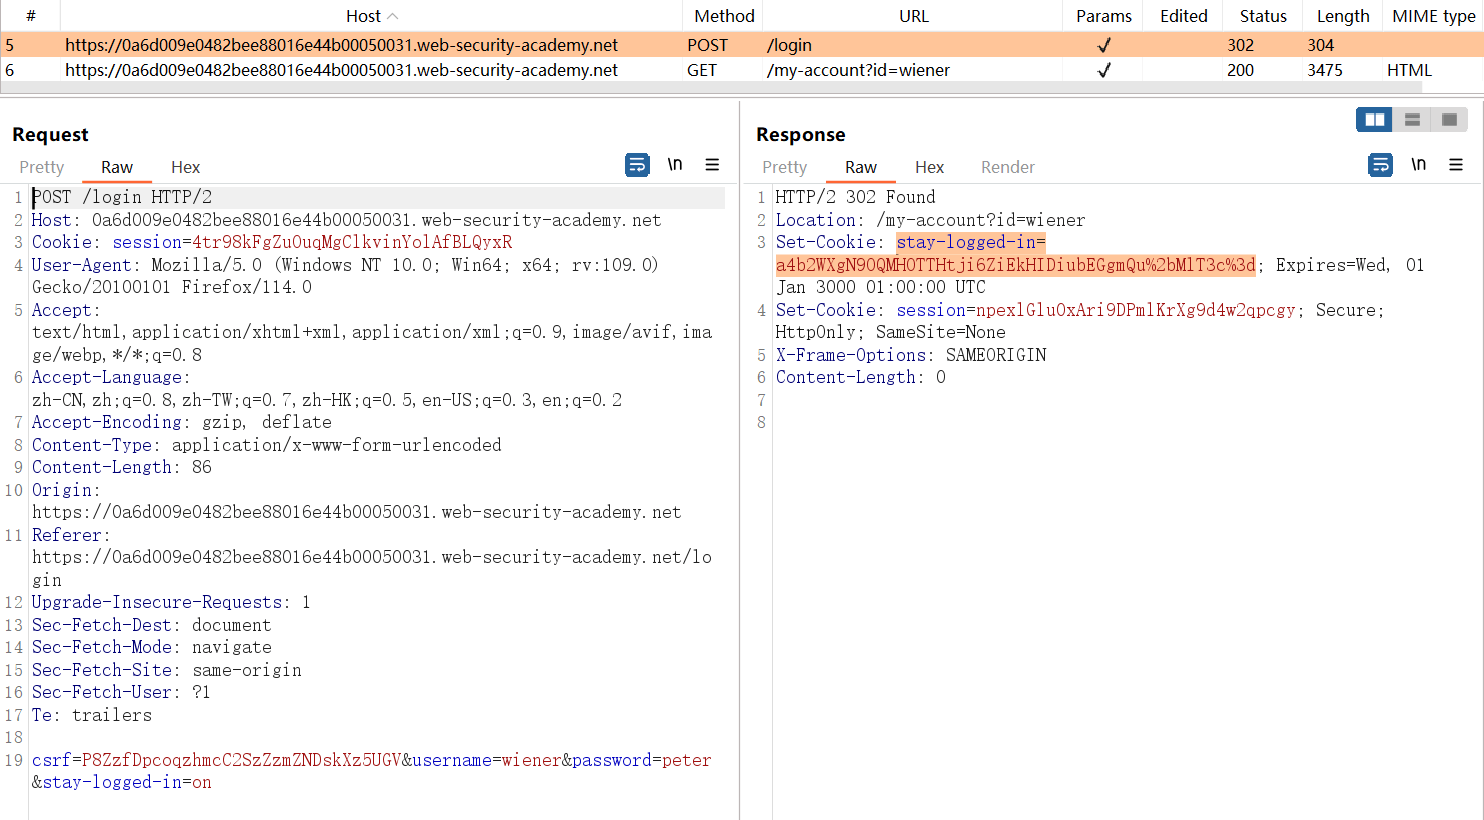 # Host Method URL Params Edited Status Length MIME type
5 https://0a6d009e0482bee88016e44b00050031.web-security-academy.net POST /login ✓ 302 304
6 https://0a6d009e0482bee88016e44b00050031.web-security-academy.net GET /my-account?id=wiener ✓ 200 3475 HTML
Request
Pretty Raw Hex
\n
1 POST /login HTTP/2
2 Host: 0a6d009e0482bee88016e44b00050031.web-security-academy.net
3 Cookie: session=4tr98kFgZuOuqMgClkvinYolAfBLQyxR
4 User-Agent: Mozilla/5.0 (Windows NT 10.0; Win64; x64; rv:109.0)
Gecko/20100101 Firefox/114.0
5 Accept:
text/html,application/xhtml+xml,application/xml;q=0.9,image/avif,ima
ge/webp,*/*;q=0.8
6 Accept-Language:
zh-CN,zh;q=0.8,zh-TW;q=0.7,zh-HK;q=0.5,en-US;q=0.3,en;q=0.2
7 Accept-Encoding: gzip, deflate
8 Content-Type: application/x-www-form-urlencoded
9 Content-Length: 86
10 Origin:
https://0a6d009e0482bee88016e44b00050031.web-security-academy.net
11 Referer:
https://0a6d009e0482bee88016e44b00050031.web-security-academy.net/lo
gin
12 Upgrade-Insecure-Requests: 1
13 Sec-Fetch-Dest: document
14 Sec-Fetch-Mode: navigate
15 Sec-Fetch-Site: same-origin
16 Sec-Fetch-User: ?1
17 Te: trailers
18
19 csrf=P8ZzfDpcoqzhmcC2SzZzmZNDskXz5UGV&username=wiener&password=peter
&stay-logged-in=on
Response
Pretty Raw Hex Render
\n
1 HTTP/2 302 Found
2 Location: /my-account?id=wiener
3 Set-Cookie: stay-logged-in=
a4b2WXgN90QMHOTTHtji6ZiEkHIDiubEGgmQu%2bMlT3c%3d; Expires=Wed, 01
Jan 3000 01:00:00 UTC
4 Set-Cookie: session=npexlGluOxAri9DPmlKrXg9d4w2qpcgy; Secure;
HttpOnly; SameSite=None
5 X-Frame-Options: SAMEORIGIN
6 Content-Length: 0
7
8